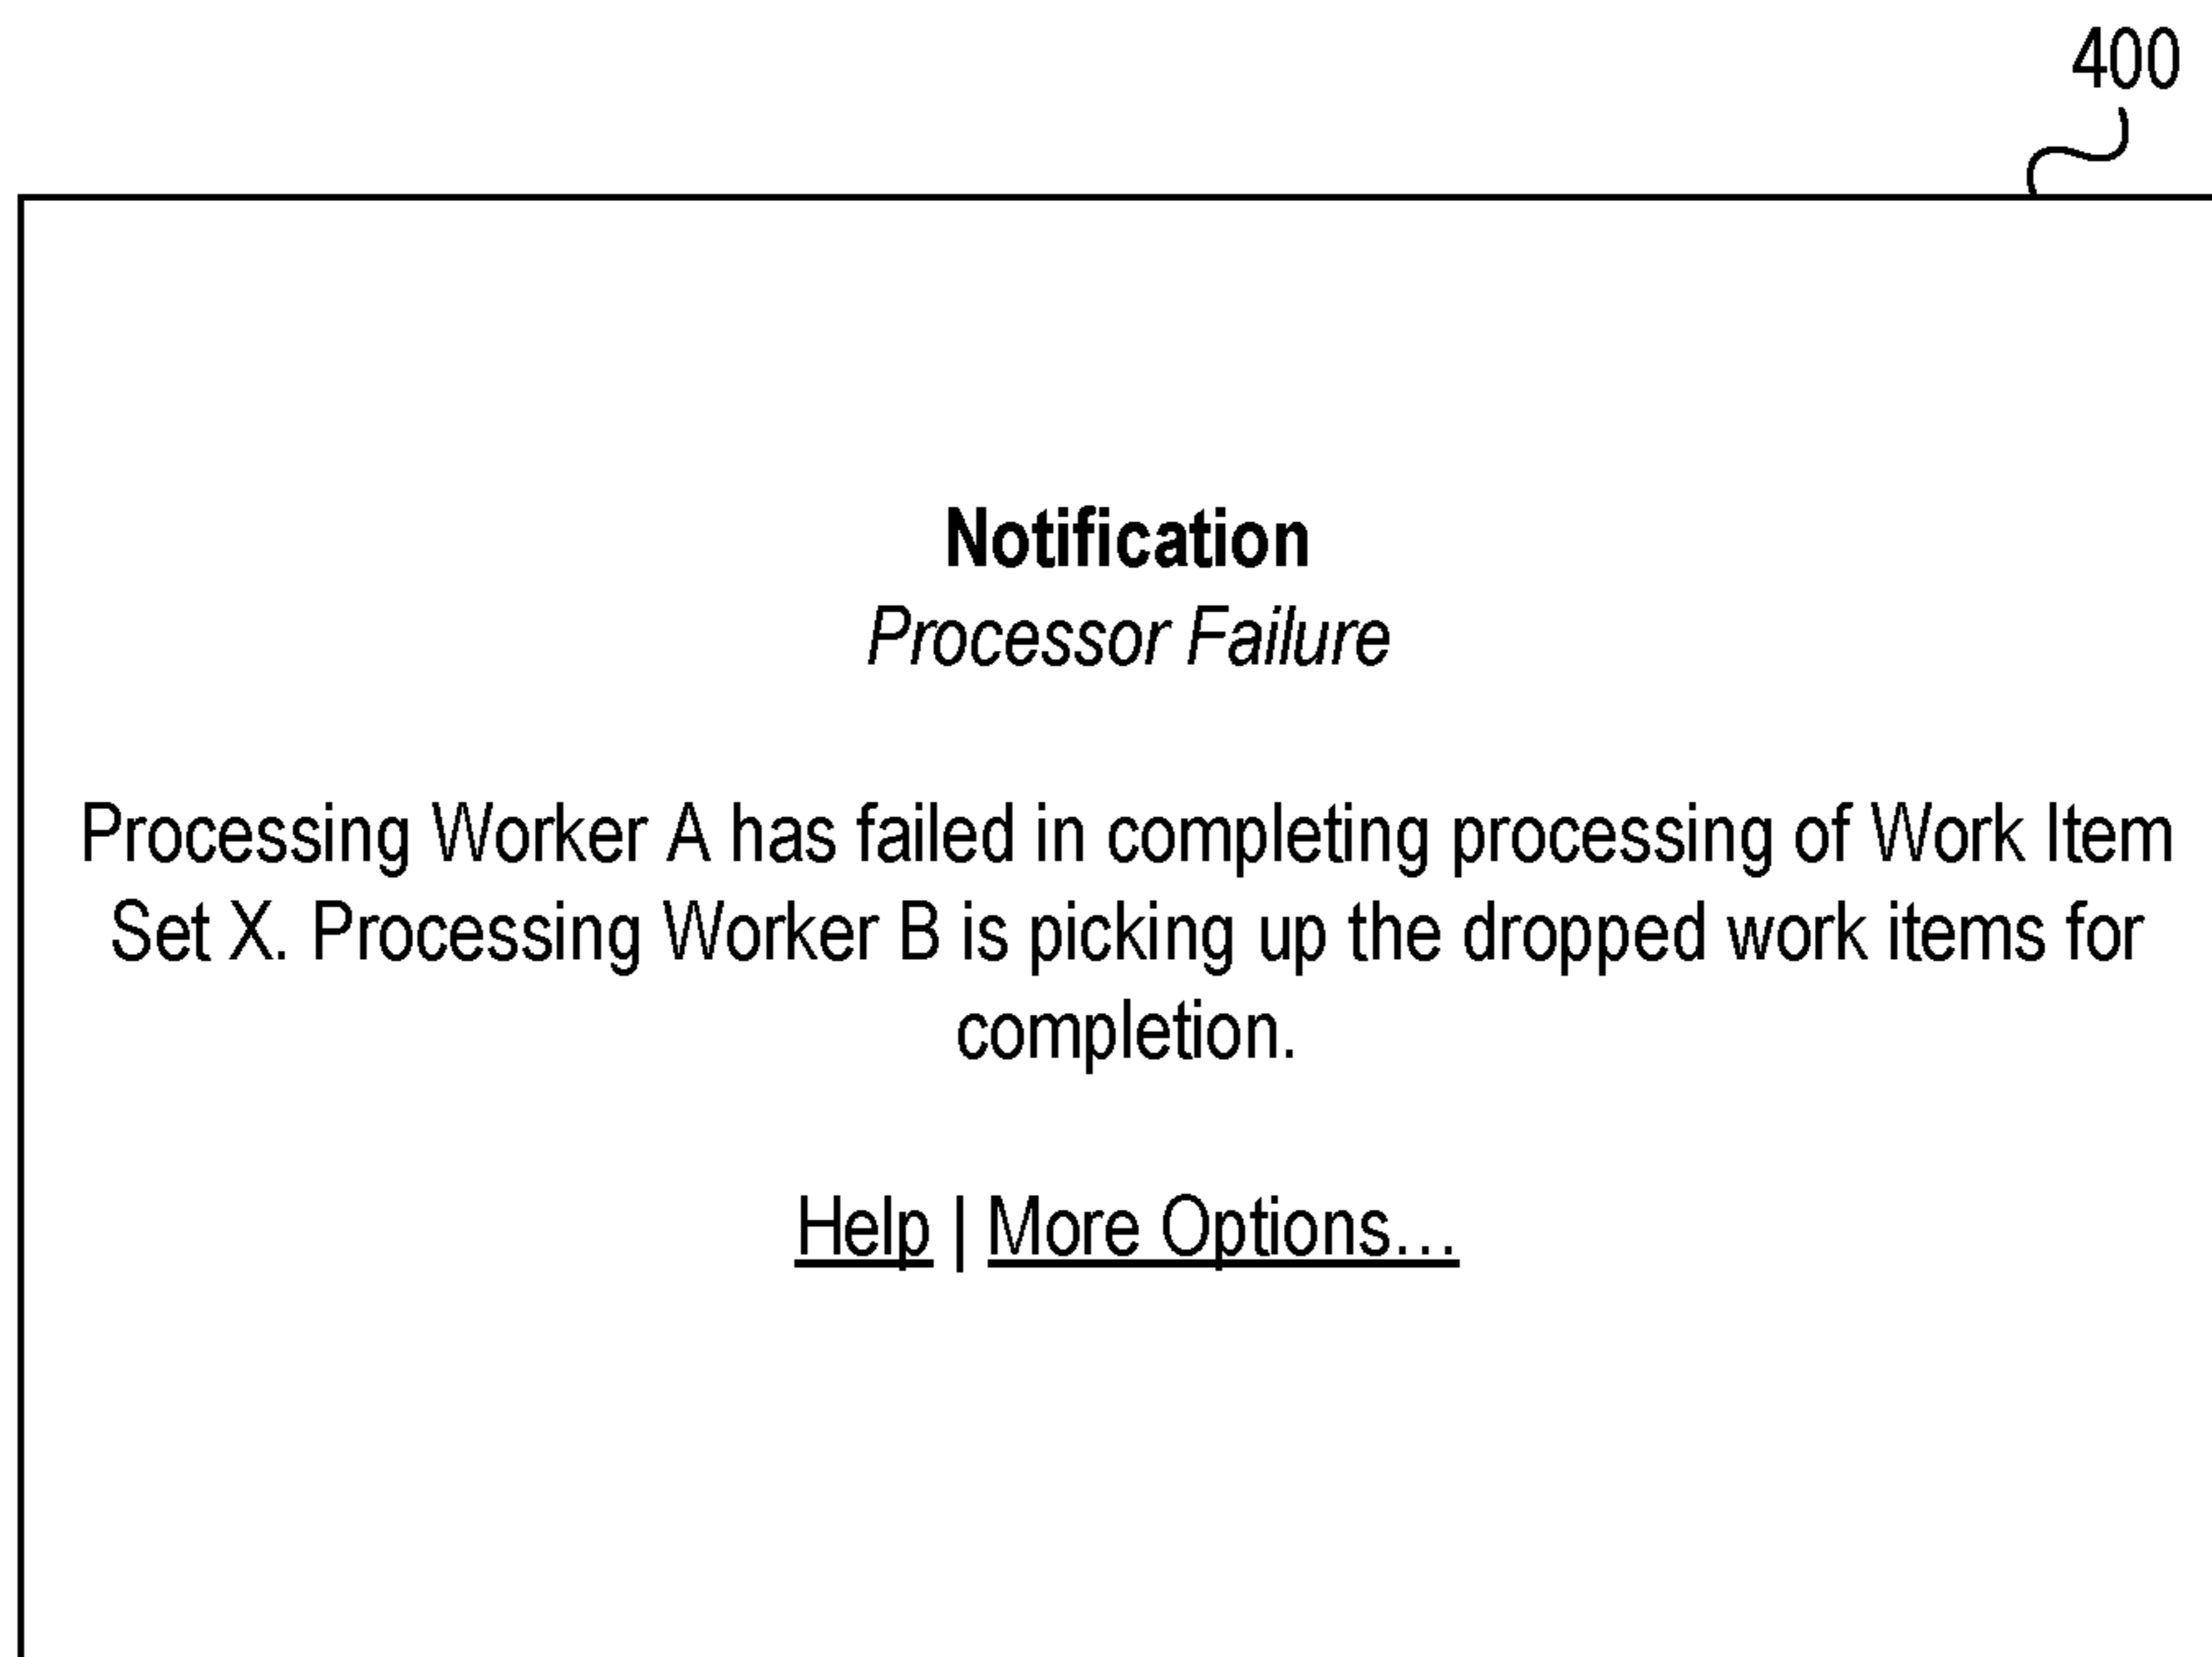 400
Notification
Processor Failure
Processing Worker A has failed in completing processing of Work Item
Set X. Processing Worker B is picking up the dropped work items for
completion.
Help | More Options...